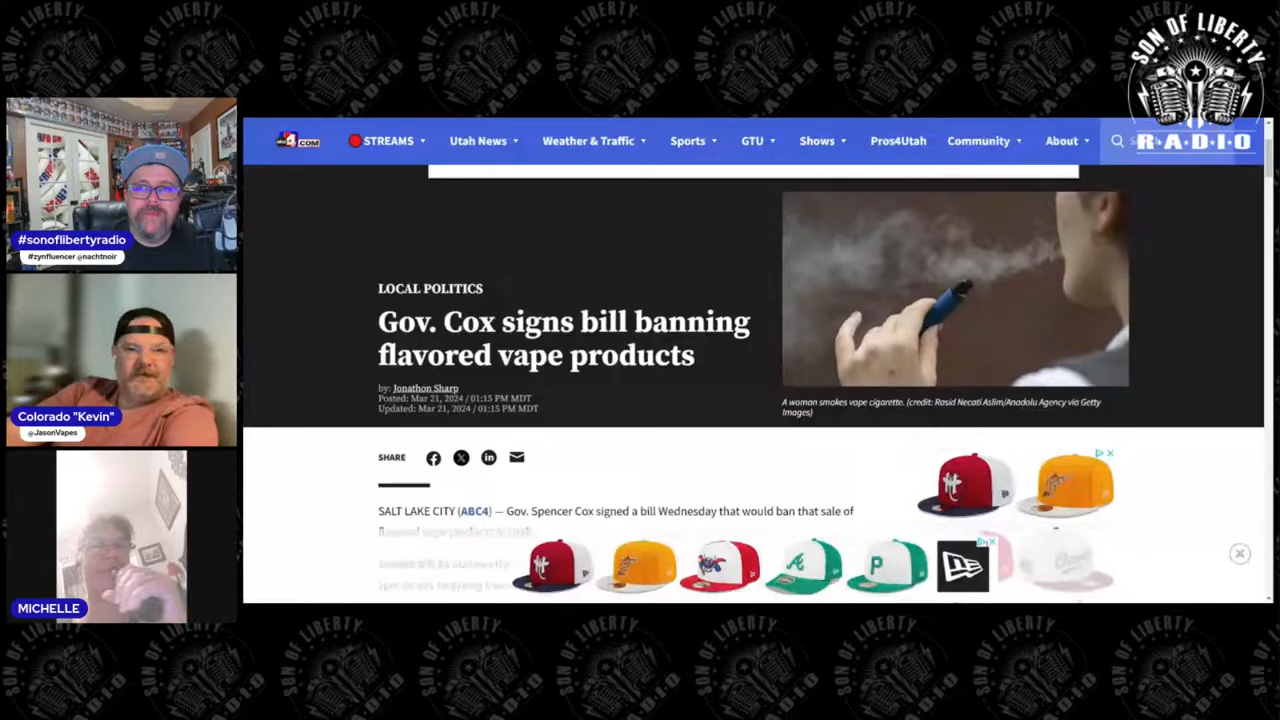 SON OF LIBERTY
RADIO
#sonoflibertyradio
#zynfluencer @nachtnoir
Colorado "Kevin"
@JasonVapes
MICHELLE
abc4.COM
STREAMS
Utah News
Weather & Traffic
Sports
GTU
Shows
Pros4Utah
Community
About
LOCAL POLITICS
Gov. Cox signs bill banning
flavored vape products
by: Jonathon Sharp
Posted: Mar 21, 2024 / 01:15 PM MDT
Updated: Mar 21, 2024 / 01:15 PM MDT
A woman smokes vape cigarette. (credit: Rasid Necati Aslim/Anadolu Agency via Getty
Images)
SHARE
SALT LAKE CITY (ABC4) — Gov. Spencer Cox signed a bill Wednesday that would ban that sale of